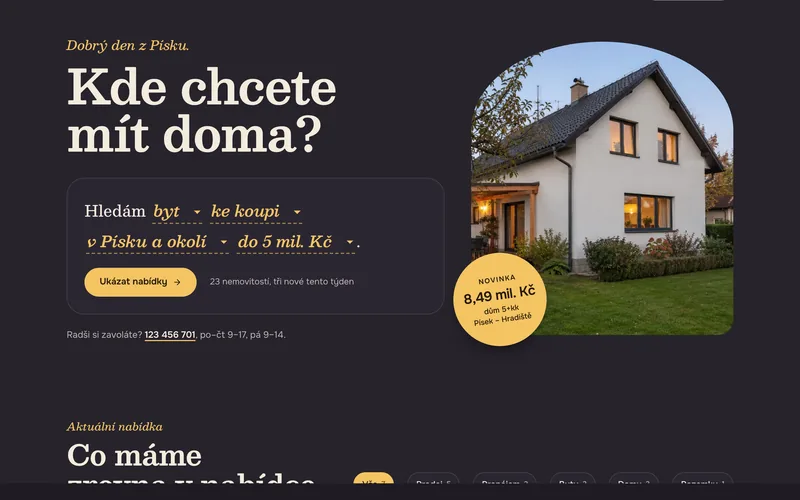 Dobrý den z Písku.
Kde chcete
mít doma?
Hledám byt ke koupi
v Písku a okolí do 5 mil. Kč .
Ukázat nabídky →
23 nemovitostí, tři nové tento týden
Radši si zavoláte? 123 456 701, po–čt 9–17, pá 9–14.
NOVINKA
8,49 mil. Kč
dům 5+kk
Písek – Hradiště
Aktuální nabídka
Co máme
zrovna v nabídce